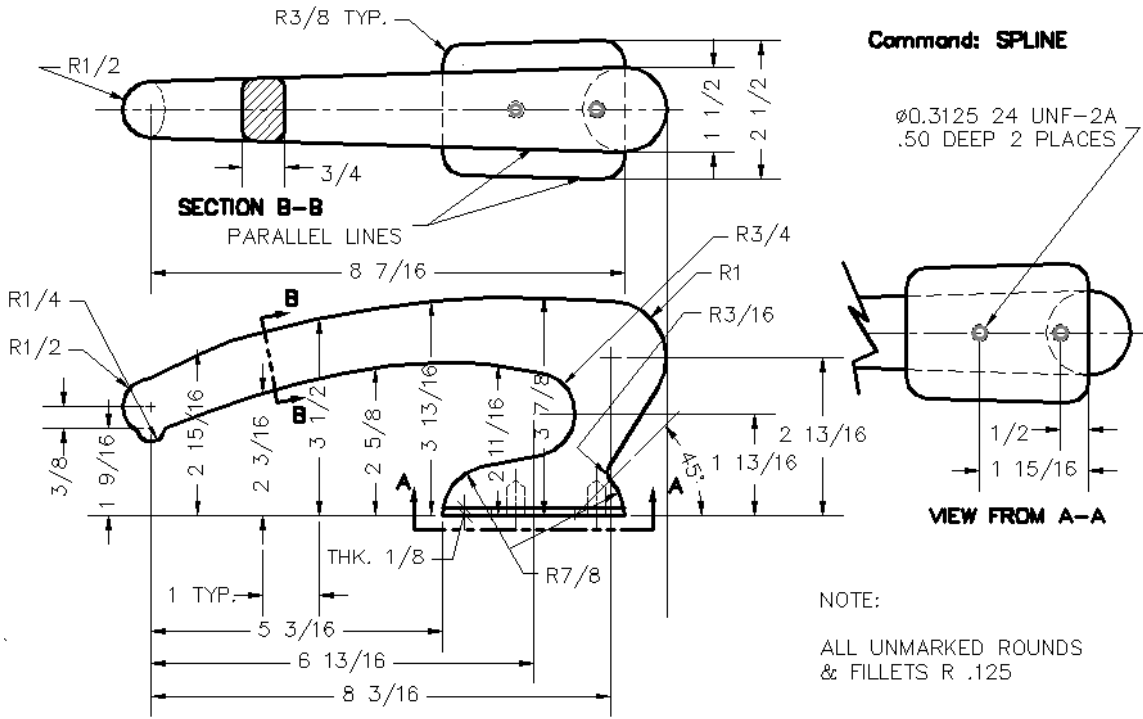 R3/8 TYP.
Command: SPLINE
R1/2
1 1/2
2 1/2
ø0.3125 24 UNF-2A
.50 DEEP 2 PLACES
3/4
SECTION B-B
PARALLEL LINES
8 7/16
R3/4
R1
R3/16
R1/4
R1/2
B
B
3/8
1 9/16
2 15/16
2 3/16
3 1/2
2 5/8
3 13/16
2 11/16
3 7/8
2 13/16
1 13/16
45°
A
A
1/2
1 15/16
VIEW FROM A-A
THK. 1/8
R7/8
1 TYP.
5 3/16
6 13/16
8 3/16
NOTE:
ALL UNMARKED ROUNDS
& FILLETS R .125